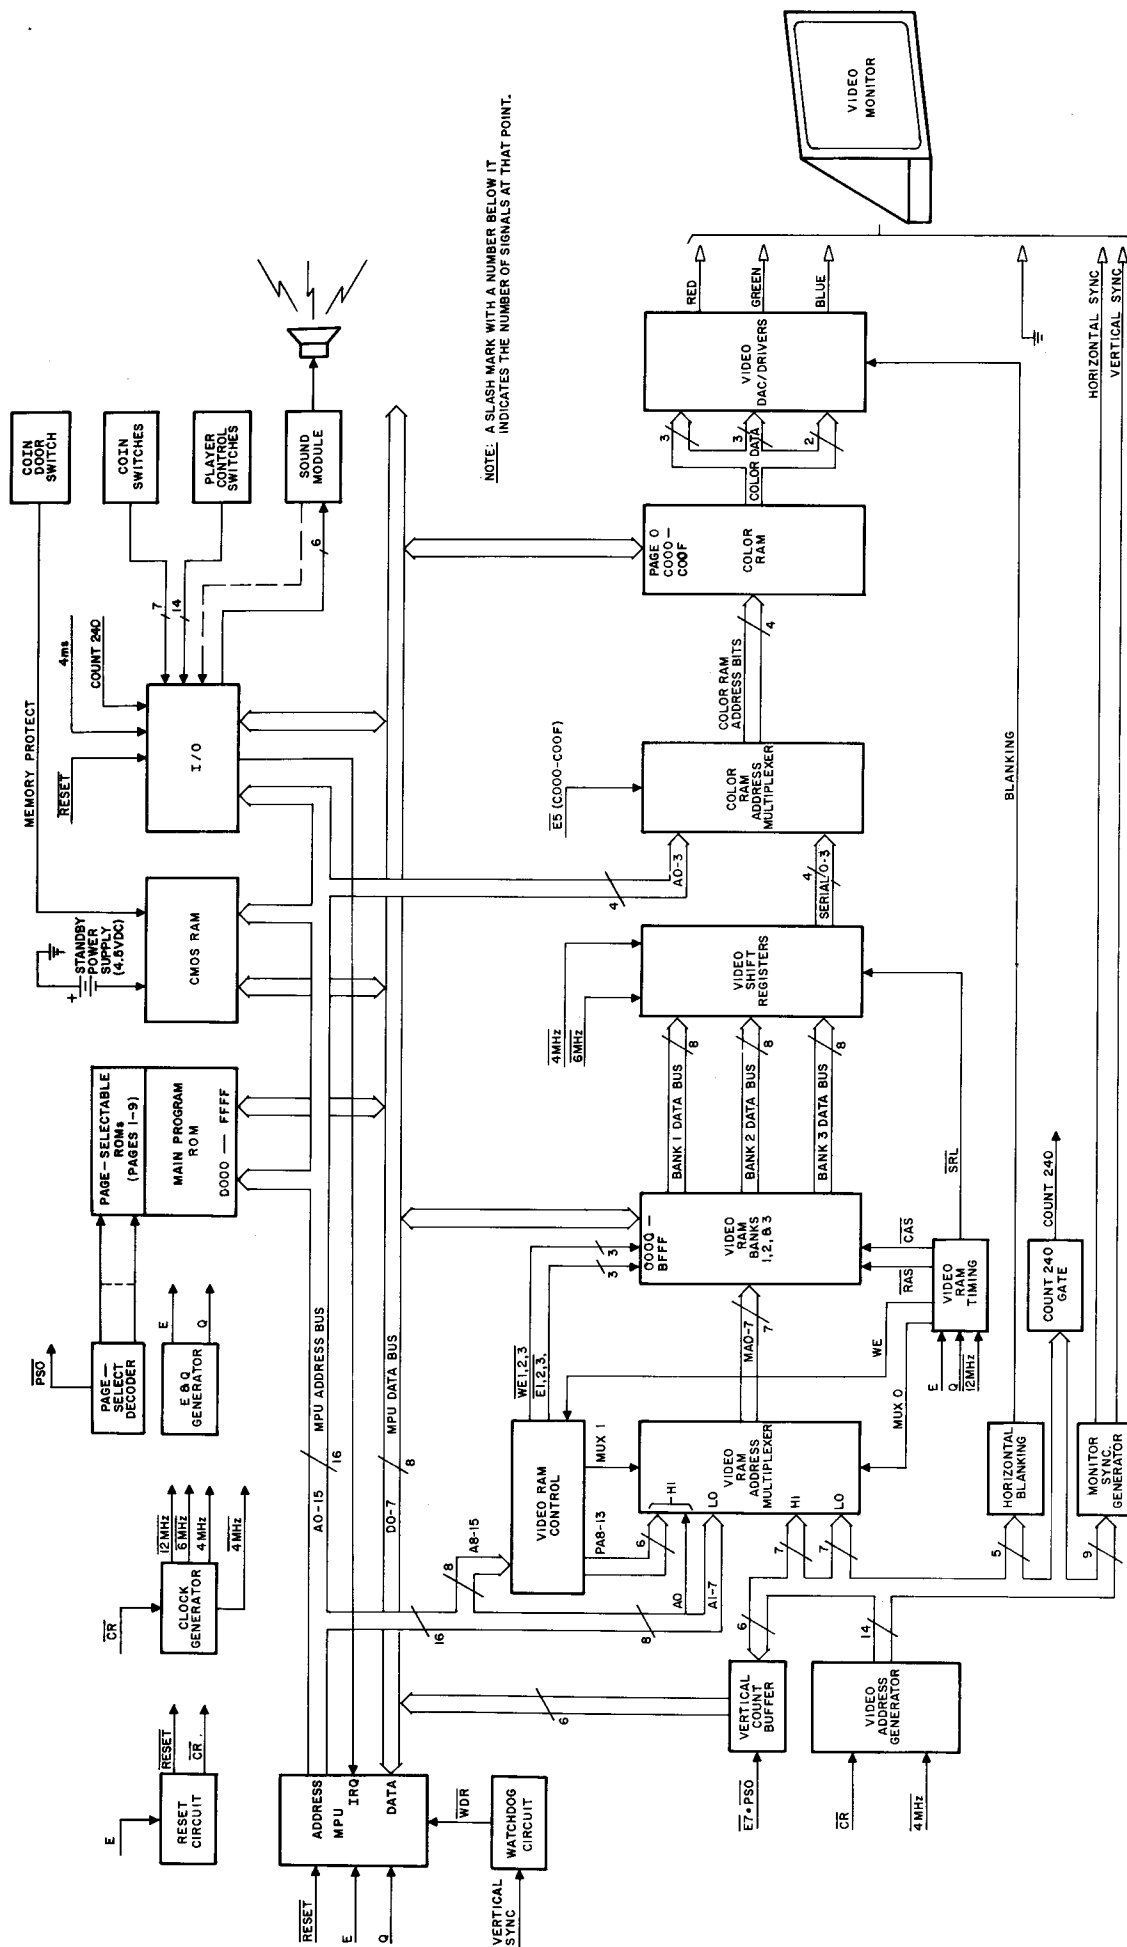 COIN
DOOR
SWITCH
COIN
SWITCHES
PLAYER
CONTROL
SWITCHES
SOUND
MODULE
6
NOTE: A SLASH MARK WITH A NUMBER BELOW IT
INDICATES THE NUMBER OF SIGNALS AT THAT POINT.
MEMORY PROTECT
RESET
4ms
COUNT 240
7
14
I/O
STANDBY
POWER
SUPPLY
(4.5VDC)
+
CMOS RAM
PAGE-SELECTABLE
ROMs
(PAGES 1-9)
MAIN PROGRAM
ROM
D000 — FFFF
PS0
PAGE-
SELECT
DECODER
E
Q
E & Q
GENERATOR
CR
CLOCK
GENERATOR
12MHz
6MHz
4MHz
4MHz
E
RESET
CIRCUIT
RESET
CR
RESET
E
Q
ADDRESS
MPU
IRQ
DATA
WDR
WATCHDOG
CIRCUIT
VERTICAL
SYNC
A0-15
MPU ADDRESS BUS
16
D0-7
MPU DATA BUS
8
16
8
A8-15
VIDEO RAM
CONTROL
WE1,2,3
E1,2,3,
3
3
MUX 1
PA8-13
6
A0
8
A1-7
HI
LO
HI
LO
VIDEO
RAM
ADDRESS
MULTIPLEXER
7
7
MA0-7
7
MUX 0
WE
0000 —
BFFF
VIDEO
RAM
BANKS
1,2,& 3
RAS
CAS
SRL
VIDEO
RAM
TIMING
E
Q
12MHz
BANK 1 DATA BUS
8
BANK 2 DATA BUS
8
BANK 3 DATA BUS
8
4MHz
6MHz
VIDEO
SHIFT
REGISTERS
4
SERIAL 0-3
4
A0-3
E5 (C000-C00F)
COLOR
RAM
ADDRESS
MULTIPLEXER
COLOR RAM
ADDRESS BITS
4
PAGE 0
C000 —
C00F
COLOR
RAM
COLOR DATA
3
3
2
VIDEO
DAC/DRIVERS
RED
GREEN
BLUE
VIDEO
MONITOR
BLANKING
HORIZONTAL SYNC
VERTICAL SYNC
6
VERTICAL
COUNT
BUFFER
E7•PS0
6
14
VIDEO
ADDRESS
GENERATOR
CR
4MHz
5
HORIZONTAL
BLANKING
COUNT 240
GATE
COUNT 240
9
MONITOR
SYNC.
GENERATOR